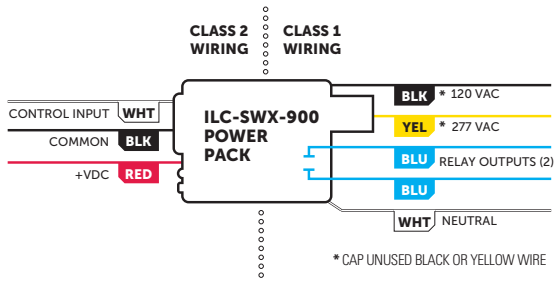 CLASS 2
WIRING
CLASS 1
WIRING
CONTROL INPUT
WHT
COMMON
BLK
+VDC
RED
ILC-SWX-900
POWER
PACK
BLK
* 120 VAC
YEL
* 277 VAC
BLU
RELAY OUTPUTS (2)
BLU
WHT
NEUTRAL
* CAP UNUSED BLACK OR YELLOW WIRE